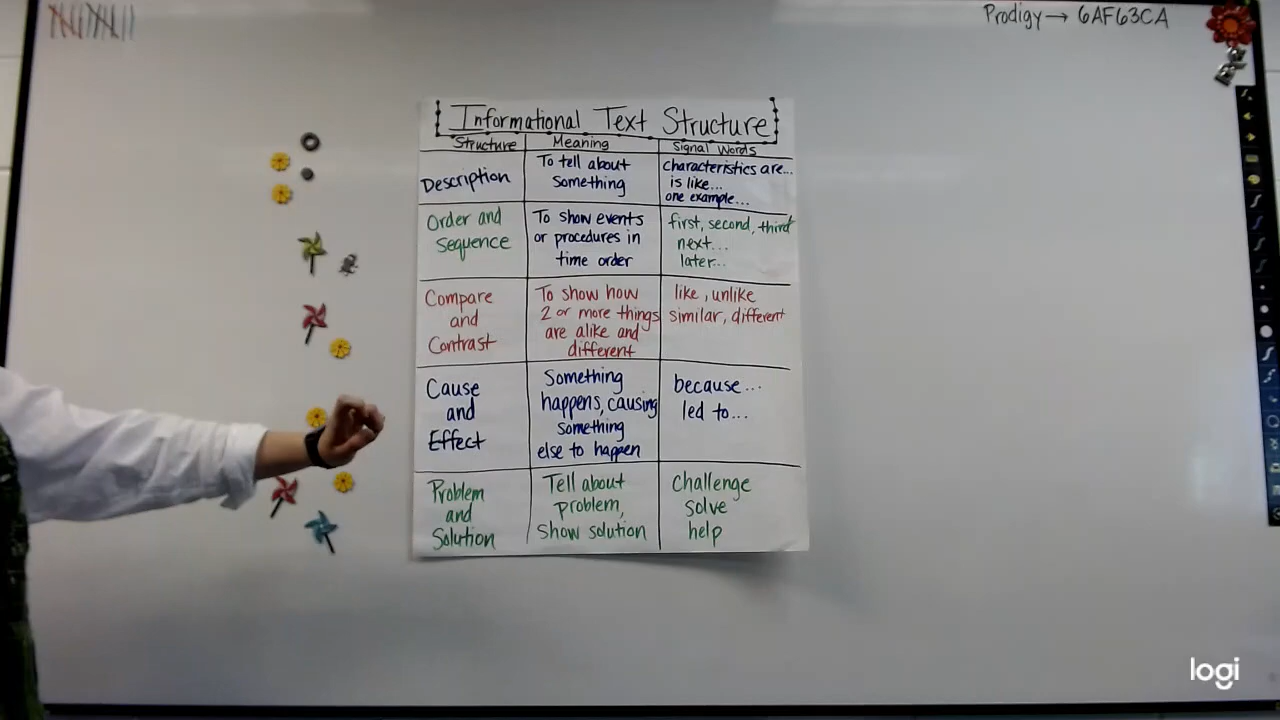 Prodigy → 6AF63CA
Informational Text Structure
Structure Meaning Signal Words
Description
To tell about
something
Characteristics are...
is like...
one example...
Order and
Sequence
To show events
or procedures in
time order
first, second, third
next...
later...
Compare
and
Contrast
To show how
2 or more things
are alike and
different
like, unlike
similar, different
Cause
and
Effect
Something
happens, causing
something
else to happen
because...
led to...
Problem
and
Solution
Tell about
problem,
show solution
challenge
solve
help
logi